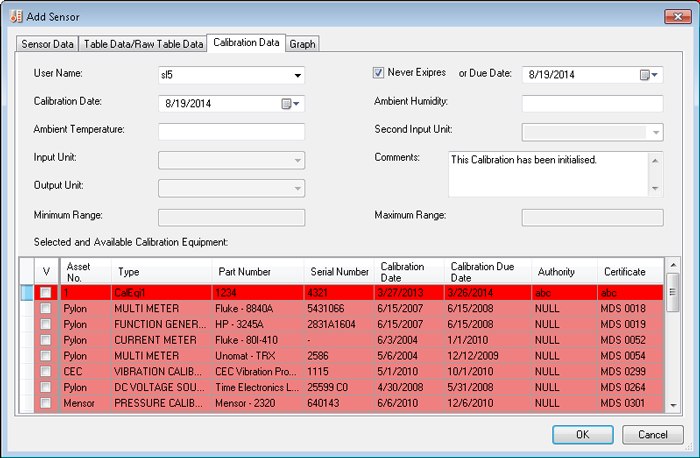 Add Sensor
Sensor Data Table Data/Raw Table Data Calibration Data Graph
User Name: sl5 Never Expires or Due Date: 8/19/2014
Calibration Date: 8/19/2014 Ambient Humidity:
Ambient Temperature: Second Input Unit:
Input Unit: Comments: This Calibration has been initialised.
Output Unit:
Minimum Range: Maximum Range:
Selected and Available Calibration Equipment:
V Asset No. Type Part Number Serial Number Calibration Date Calibration Due Date Authority Certificate
1 CalEqi1 1234 4321 3/27/2013 3/26/2014 abc abc
Pylon MULTI METER Fluke - 8840A 5431066 6/15/2007 6/15/2008 NULL MDS 0018
Pylon FUNCTION GENER... HP - 3245A 2831A1604 6/15/2007 6/15/2008 NULL MDS 0019
Pylon CURRENT METER Fluke - 80I-410 - 6/3/2004 1/1/2010 NULL MDS 0052
Pylon MULTI METER Unomat - TRX 2586 5/6/2004 12/12/2009 NULL MDS 0054
CEC VIBRATION CALIB... CEC Vibration Pro... 1115 5/1/2010 10/1/2010 NULL MDS 0299
Pylon DC VOLTAGE SOU... Time Electronics L... 25599 C0 4/30/2008 5/31/2008 NULL MDS 0264
Mensor PRESSURE CALIB... Mensor - 2320 640143 6/6/2010 12/6/2010 NULL MDS 0301
OK Cancel